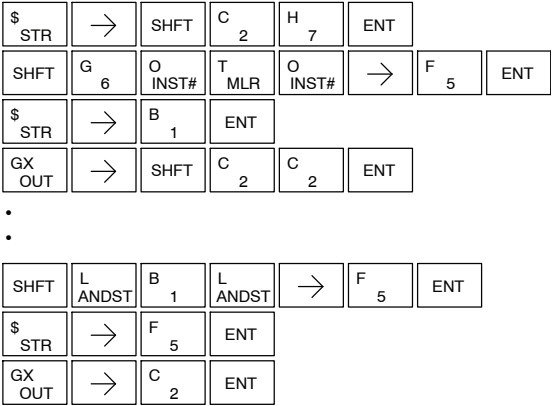 $ STR → SHFT C 2 H 7 ENT
SHFT G 6 O INST# T MLR O INST# → F 5 ENT
$ STR → B 1 ENT
GX OUT → SHFT C 2 C 2 ENT
•
•
SHFT L ANDST B 1 L ANDST → F 5 ENT
$ STR → F 5 ENT
GX OUT → C 2 ENT